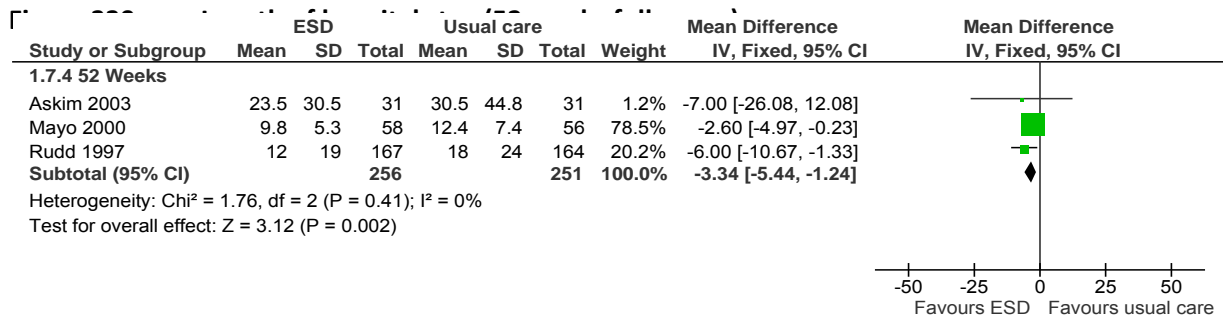 ESD Usual care Mean Difference Mean Difference
Study or Subgroup Mean SD Total Mean SD Total Weight IV, Fixed, 95% CI IV, Fixed, 95% CI
1.7.4 52 Weeks
Askim 2003 23.5 30.5 31 30.5 44.8 31 1.2% -7.00 [-26.08, 12.08]
Mayo 2000 9.8 5.3 58 12.4 7.4 56 78.5% -2.60 [-4.97, -0.23]
Rudd 1997 12 19 167 18 24 164 20.2% -6.00 [-10.67, -1.33]
Subtotal (95% CI) 256 251 100.0% -3.34 [-5.44, -1.24]
Heterogeneity: Chi² = 1.76, df = 2 (P = 0.41); I² = 0%
Test for overall effect: Z = 3.12 (P = 0.002)
-50 -25 0 25 50
Favours ESD Favours usual care